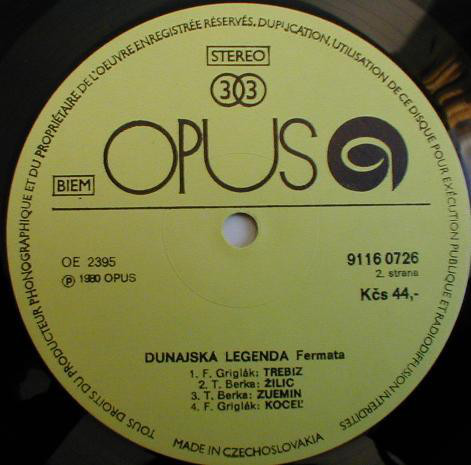 TOUS DROITS DU PRODUCTEUR PHONOGRAPHIQUE ET DU PROPRIÉTAIRE DE L'OEUVRE ENREGISTRÉE RÉSERVÉS. DUPLICATION, UTILISATION DE CE DISQUE POUR EXÉCUTION PUBLIQUE ET RADIODIFFUSION INTERDITES
STEREO
33
OPUS
BIEM
OE 2395
℗ 1980 OPUS
9116 0726
2. strana
Kčs 44,-
DUNAJSKÁ LEGENDA Fermata
1. F. Griglák: TREBIZ
2. T. Berka: ŽILIC
3. T. Berka: ZUEMIN
4. F. Griglák: KOCEĽ
MADE IN CZECHOSLOVAKIA